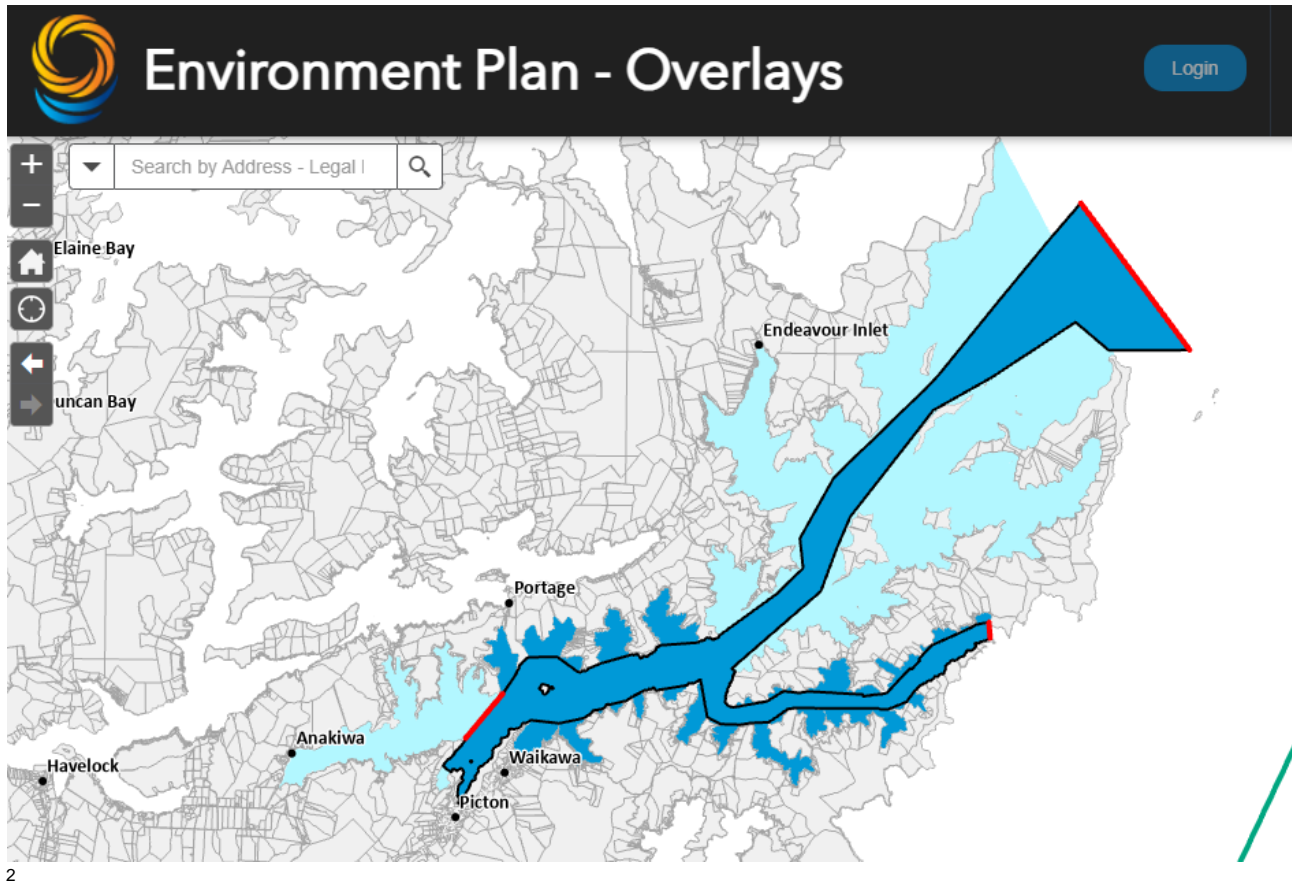 Environment Plan - Overlays
Login
Search by Address - Legal
Elaine Bay
Endeavour Inlet
uncan Bay
Portage
Anakiwa
Havelock
Waikawa
Picton
2